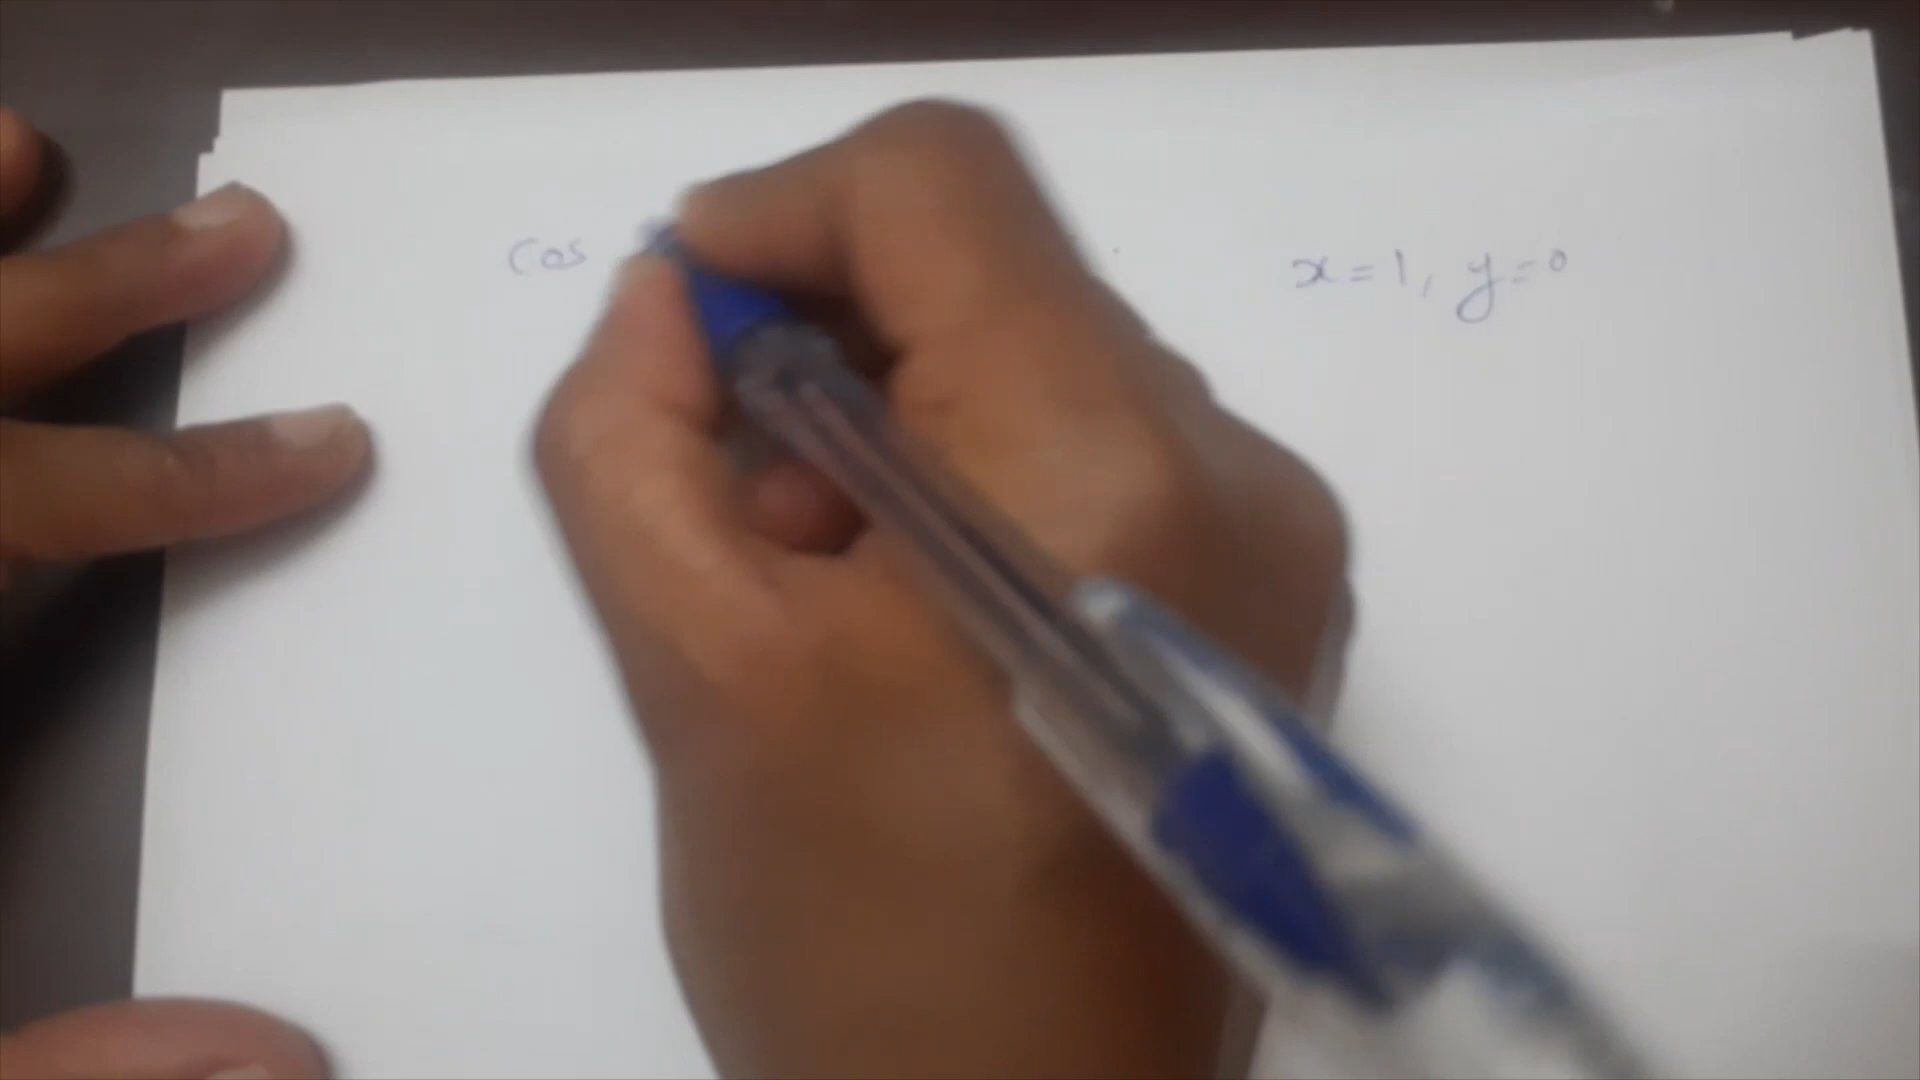 Cos x = 1, y = 0